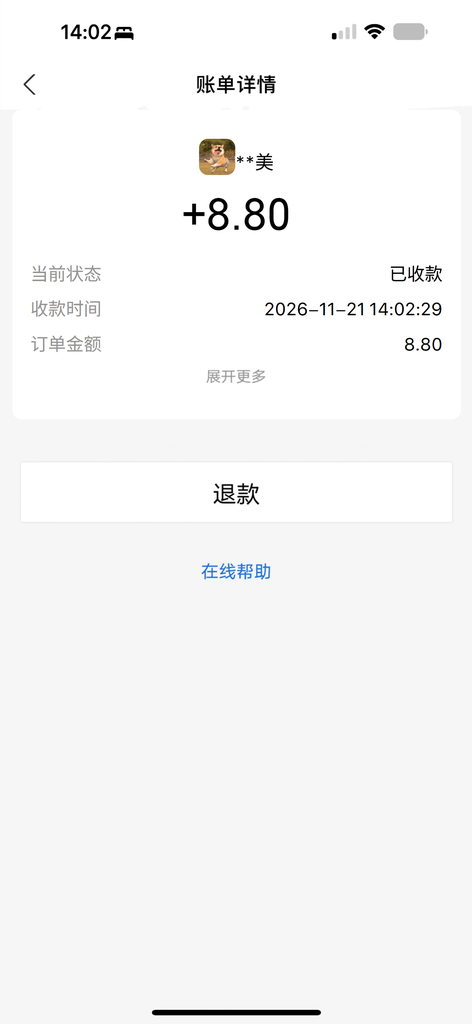 14:02
账单详情
**美
+8.80
当前状态 已收款
收款时间 2026-11-21 14:02:29
订单金额 8.80
展开更多
退款
在线帮助